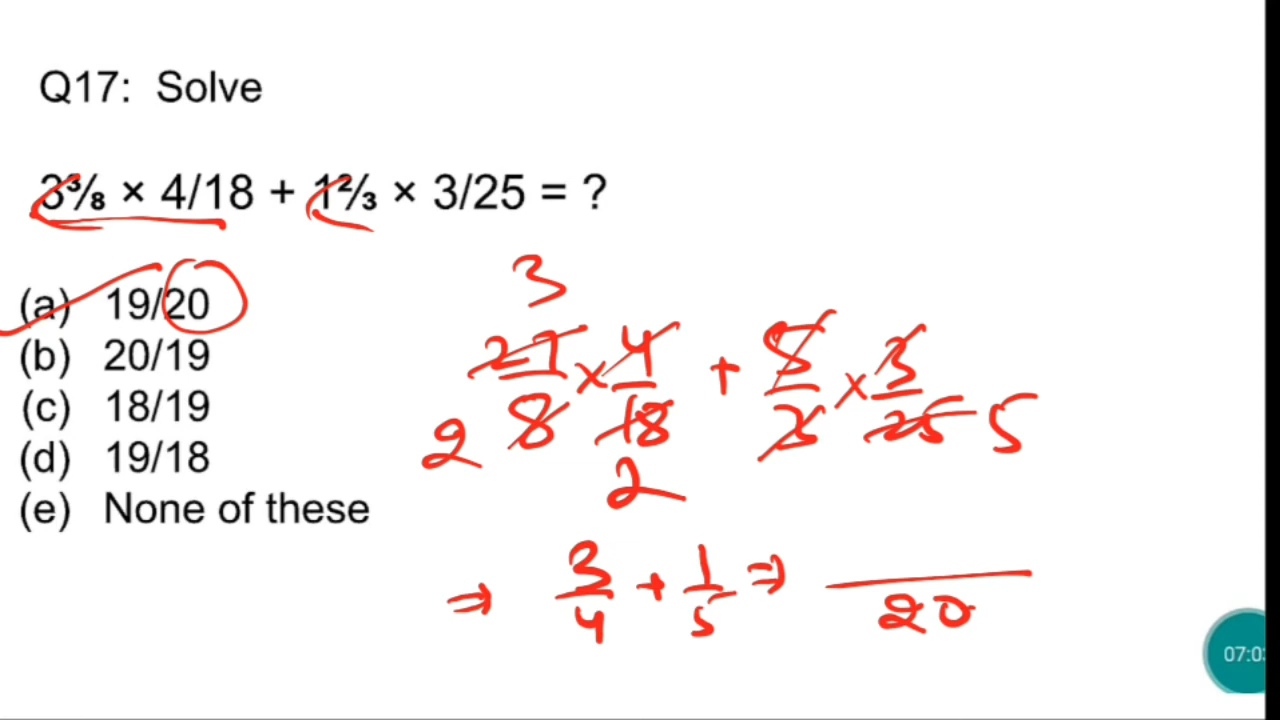 Q17: Solve
3⅜ × 4/18 + 1⅔ × 3/25 = ?
(a) 19/20
(b) 20/19
(c) 18/19
(d) 19/18
(e) None of these
3
27/8 × 4/18 + 5/3 × 3/25 5
2
2
⇒ 3/4 + 1/5 ⇒ /20